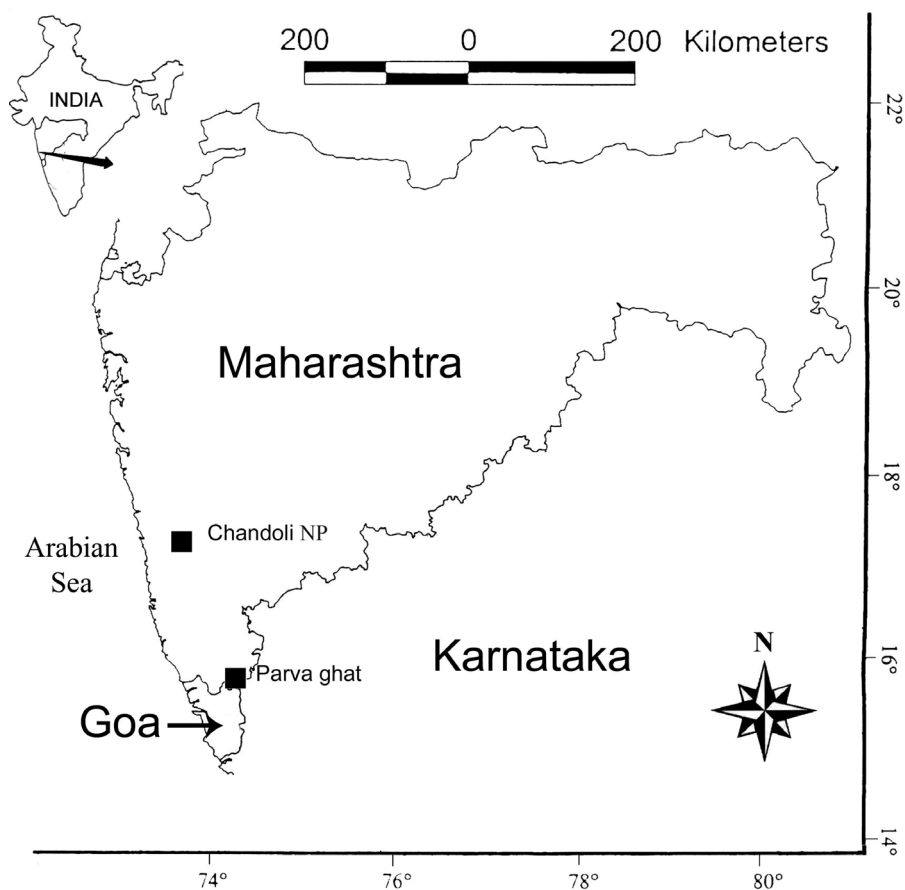 200 0 200 Kilometers
INDIA
22°
20°
Maharashtra
18°
Chandoli NP
Arabian
Sea
Karnataka
N
16°
Parva ghat
Goa
14°
74° 76° 78° 80°